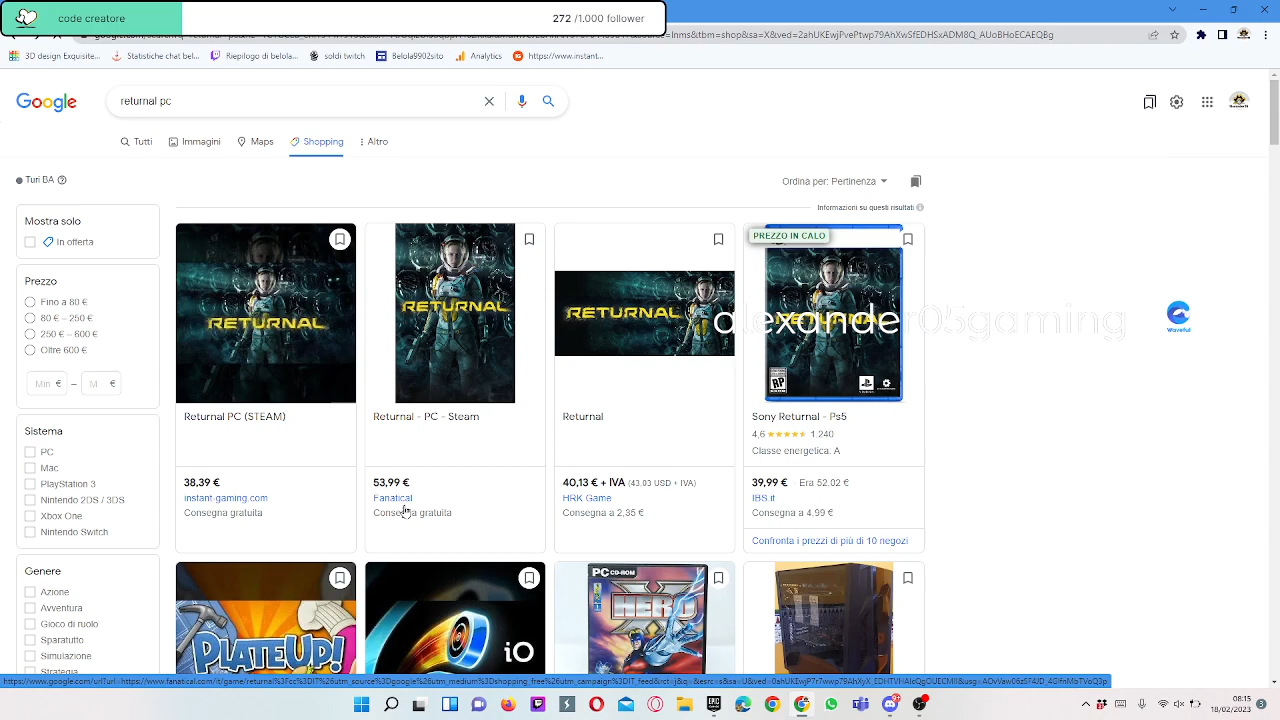 code creatore
272 /1.000 follower
3D design Exquisite...
Statistiche chat bel...
Riepilogo di belola...
soldi twitch
Belola9902sito
Analytics
https://www.instant...
Google
returnal pc
Tutti
Immagini
Maps
Shopping
Altro
Turi BA
Ordina per: Pertinenza
Informazioni su questi risultati
Mostra solo
In offerta
Prezzo
Fino a 80 €
80 € – 250 €
250 € – 600 €
Oltre 600 €
Min € – M €
Sistema
PC
Mac
PlayStation 3
Nintendo 2DS / 3DS
Xbox One
Nintendo Switch
Genere
Azione
Avventura
Gioco di ruolo
Sparatutto
Simulazione
Strategia
RETURNAL
Returnal PC (STEAM)
38,39 €
instant gaming.com
Consegna gratuita
RETURNAL
Returnal - PC - Steam
53,99 €
Fanatical
Consegna gratuita
RETURNAL
Returnal
40,13 € + IVA (43,03 USD + IVA)
HRK Game
Consegna a 2,35 €
PREZZO IN CALO
RP
Sony Returnal - Ps5
4,6 ★★★★★ 1.240
Classe energetica. A
39,99 € Era 52,02 €
IBS.it
Consegna a 4,99 €
Confronta i prezzi di più di 10 negozi
alexander05gaming
Waveful
PLATEUP!
iO
PC CD-ROM
HERO
08:15
18/02/2023
3